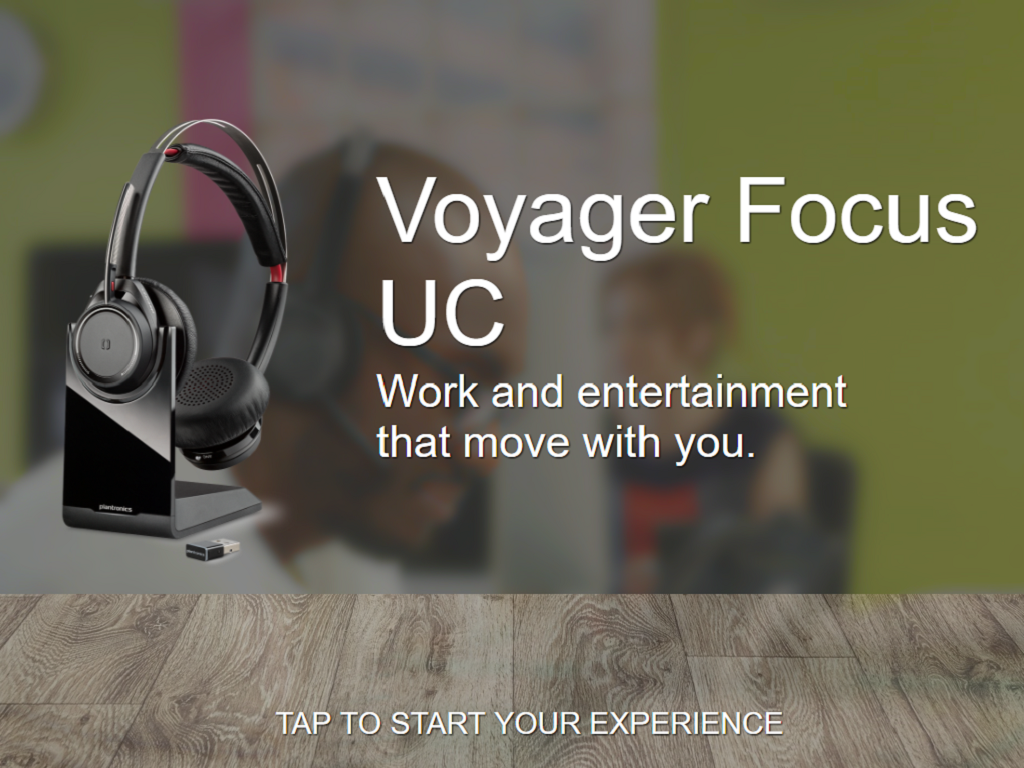 Voyager Focus
UC
Work and entertainment
that move with you.
plantronics
TAP TO START YOUR EXPERIENCE